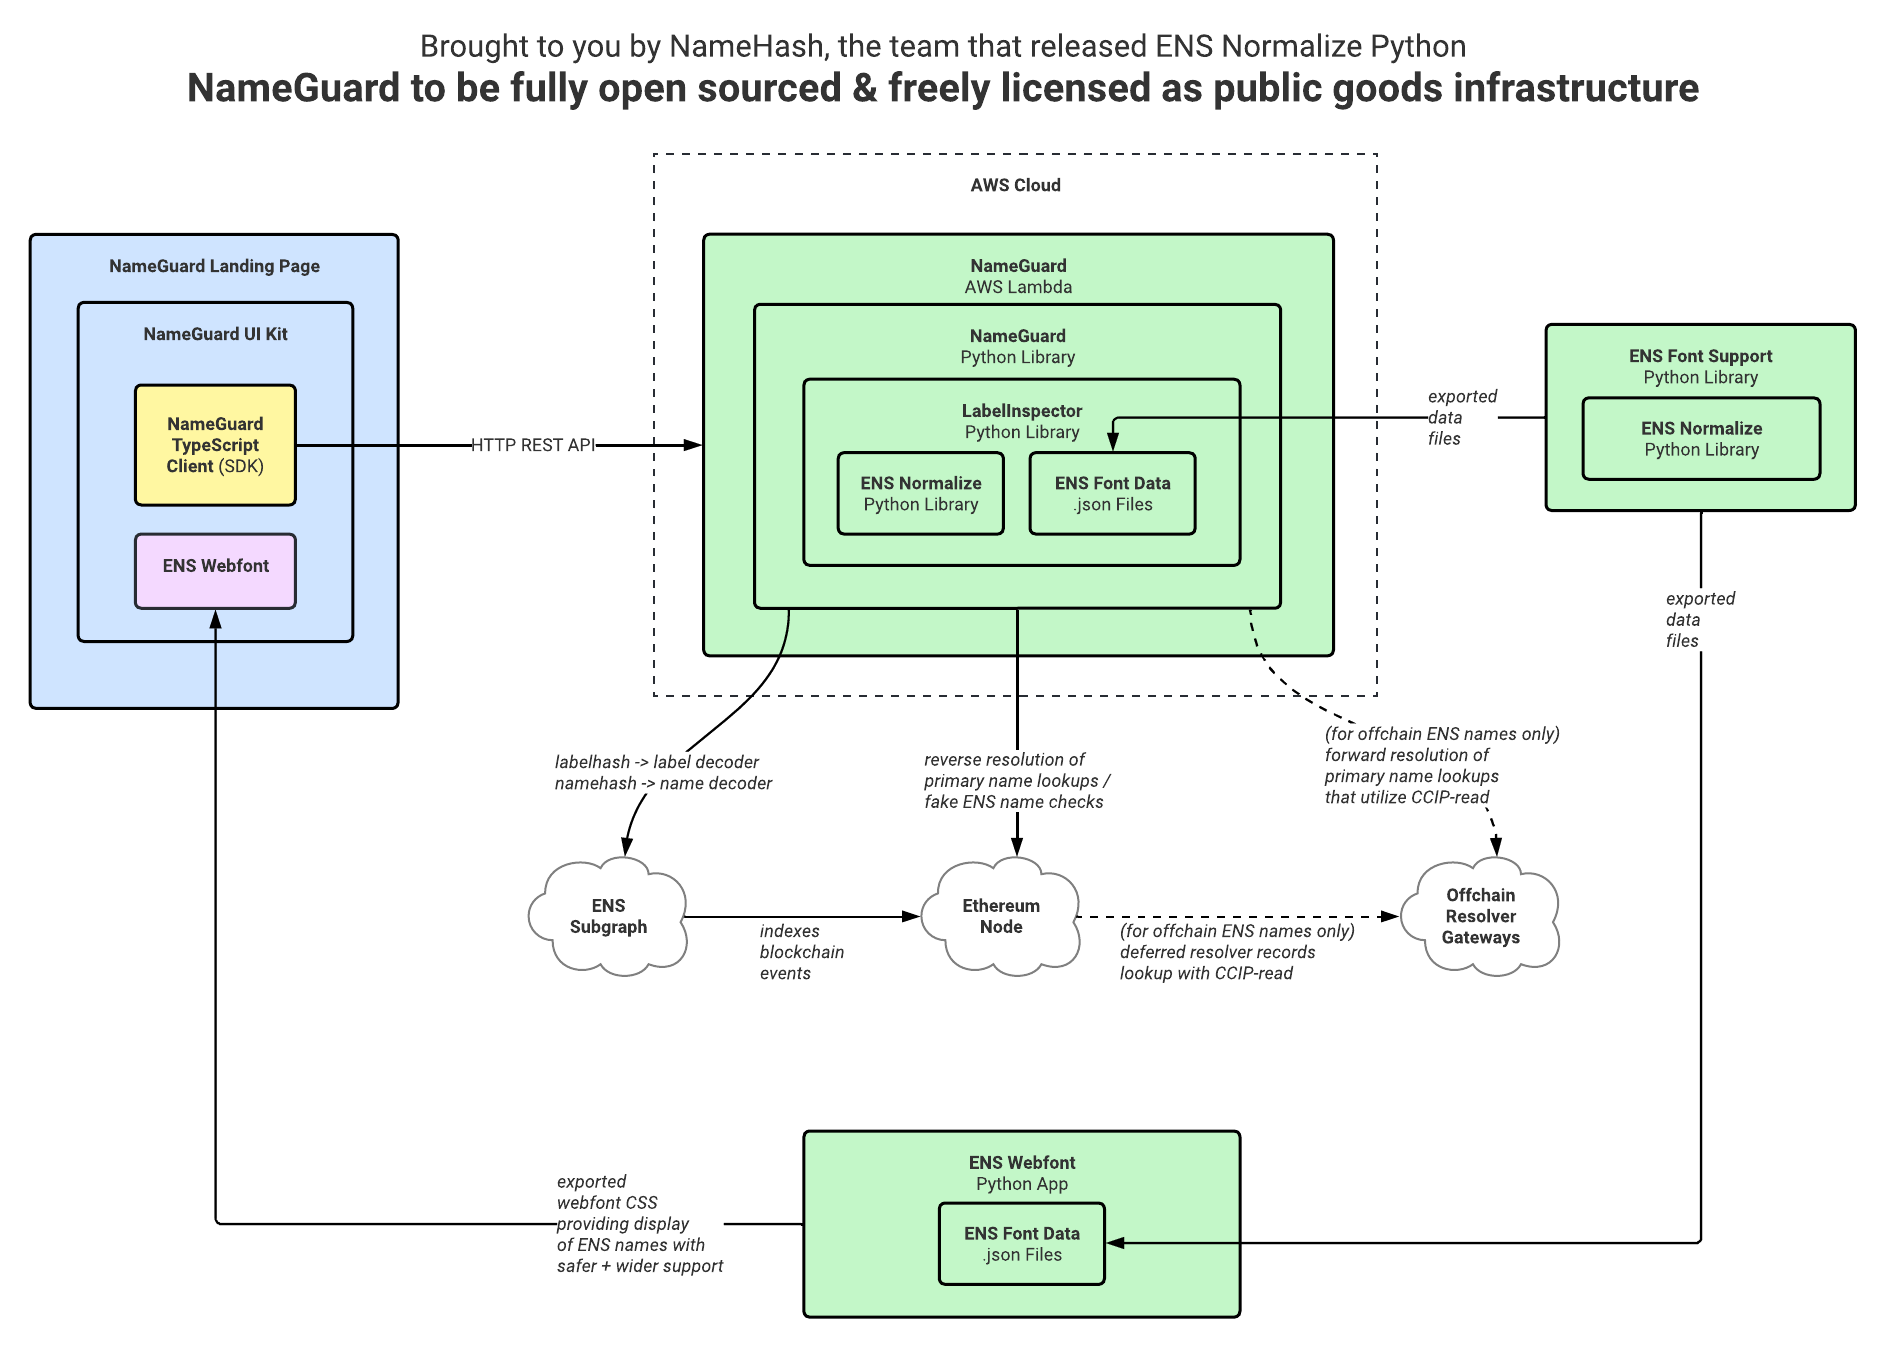 Brought to you by NameHash, the team that released ENS Normalize Python
NameGuard to be fully open sourced & freely licensed as public goods infrastructure
AWS Cloud
NameGuard Landing Page
NameGuard UI Kit
NameGuard
TypeScript
Client (SDK)
ENS Webfont
HTTP REST API
NameGuard
AWS Lambda
NameGuard
Python Library
LabelInspector
Python Library
ENS Normalize
Python Library
ENS Font Data
.json Files
exported
data
files
ENS Font Support
Python Library
ENS Normalize
Python Library
exported
data
files
labelhash -> label decoder
namehash -> name decoder
reverse resolution of
primary name lookups /
fake ENS name checks
(for offchain ENS names only)
forward resolution of
primary name lookups
that utilize CCIP-read
ENS
Subgraph
indexes
blockchain
events
Ethereum
Node
(for offchain ENS names only)
deferred resolver records
lookup with CCIP-read
Offchain
Resolver
Gateways
exported
webfont CSS
providing display
of ENS names with
safer + wider support
ENS Webfont
Python App
ENS Font Data
.json Files